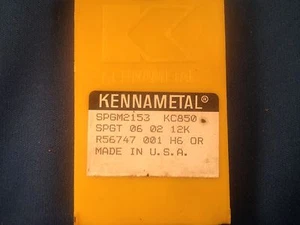 KENNAMETAL®
SPGM2153 KC850
SPGT 06 02 12K
R56747 001 H6 OR
MADE IN U.S.A.